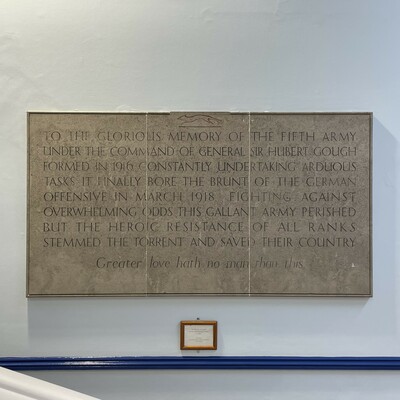 TO THE GLORIOUS MEMORY OF THE FIFTH ARMY
UNDER THE COMMAND OF GENERAL SIR HUBERT GOUGH
FORMED IN 1916 CONSTANTLY UNDERTAKING ARDUOUS
TASKS IT FINALLY BORE THE BRUNT OF THE GERMAN
OFFENSIVE IN MARCH 1918 FIGHTING AGAINST
OVERWHELMING ODDS THIS GALLANT ARMY PERISHED
BUT THE HEROIC RESISTANCE OF ALL RANKS
STEMMED THE TORRENT AND SAVED THEIR COUNTRY
Greater love hath no man than this